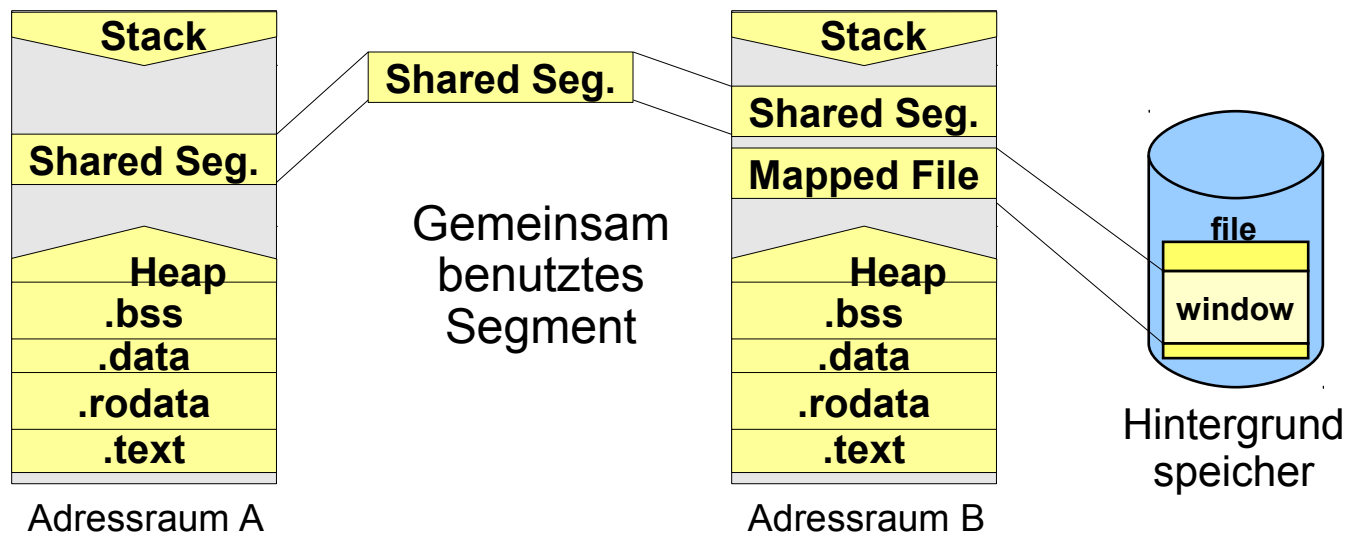 Stack
Shared Seg.
Heap
.bss
.data
.rodata
.text
Adressraum A
Shared Seg.
Gemeinsam
benutztes
Segment
Stack
Shared Seg.
Mapped File
Heap
.bss
.data
.rodata
.text
Adressraum B
file
window
Hintergrund
speicher